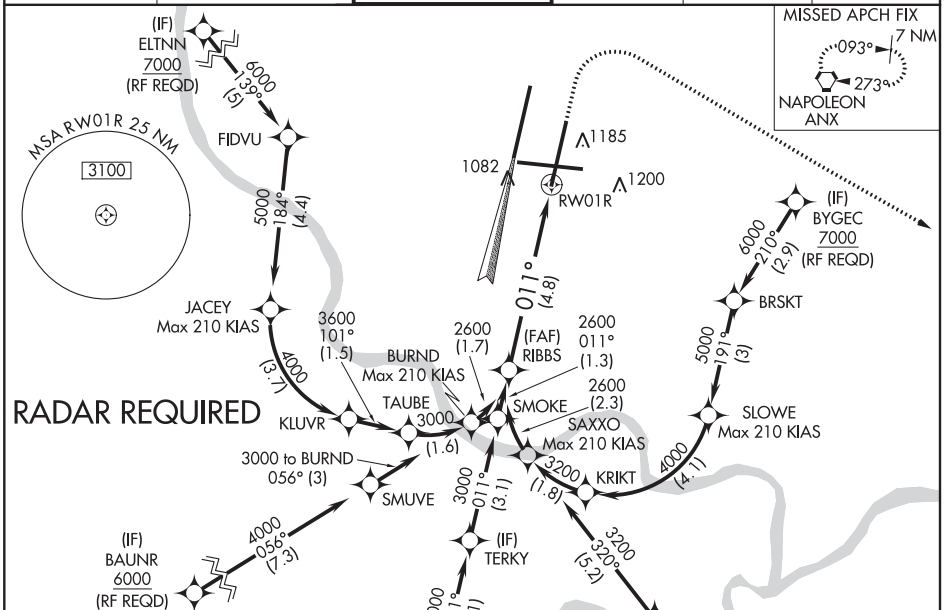 MISSED APCH FIX
7 NM
093°
273°
NAPOLEON
ANX
(IF)
ELTNN
7000
(RF REQD)
6000
139°
(5)
FIDVU
MSA RW01R 25 NM
3100
5000
184°
(4.4)
1082
1185
1200
RW01R
(IF)
BYGEC
7000
(RF REQD)
6000
210°
(2.9)
BRSKT
JACEY
Max 210 KIAS
3600
101°
(1.5)
2600
(1.7)
011°
(4.8)
(FAF)
RIBBS
2600
011°
(1.3)
5000
191°
(3)
BURND
Max 210 KIAS
4000
(3.7)
2600
(2.3)
RADAR REQUIRED
KLUVR
TAUBE
3000
(1.6)
SMOKE
SAXXO
Max 210 KIAS
SLOWE
Max 210 KIAS
3000 to BURND
056° (3)
SMUVE
3200
(1.8)
KRIKT
4000
(4.1)
3000
011°
(3.1)
(IF)
TERKY
3200
320°
(5.2)
(IF)
BAUNR
6000
(RF REQD)
4000
056°
(7.3)